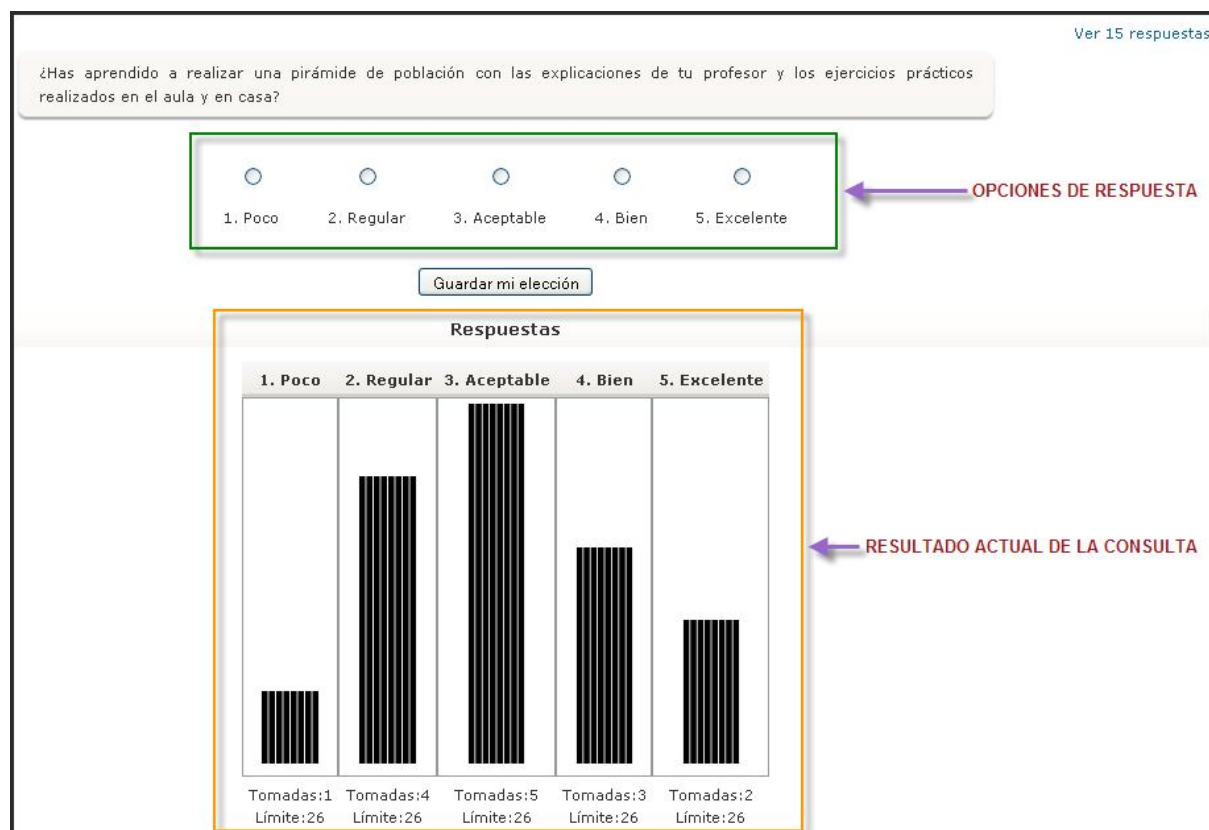 Ver 15 respuestas
¿Has aprendido a realizar una pirámide de población con las explicaciones de tu profesor y los ejercicios prácticos
realizados en el aula y en casa?
1. Poco 2. Regular 3. Aceptable 4. Bien 5. Excelente
OPCIONES DE RESPUESTA
Guardar mi elección
Respuestas
1. Poco 2. Regular 3. Aceptable 4. Bien 5. Excelente
RESULTADO ACTUAL DE LA CONSULTA
Tomadas:1 Tomadas:4 Tomadas:5 Tomadas:3 Tomadas:2
Límite:26 Límite:26 Límite:26 Límite:26 Límite:26